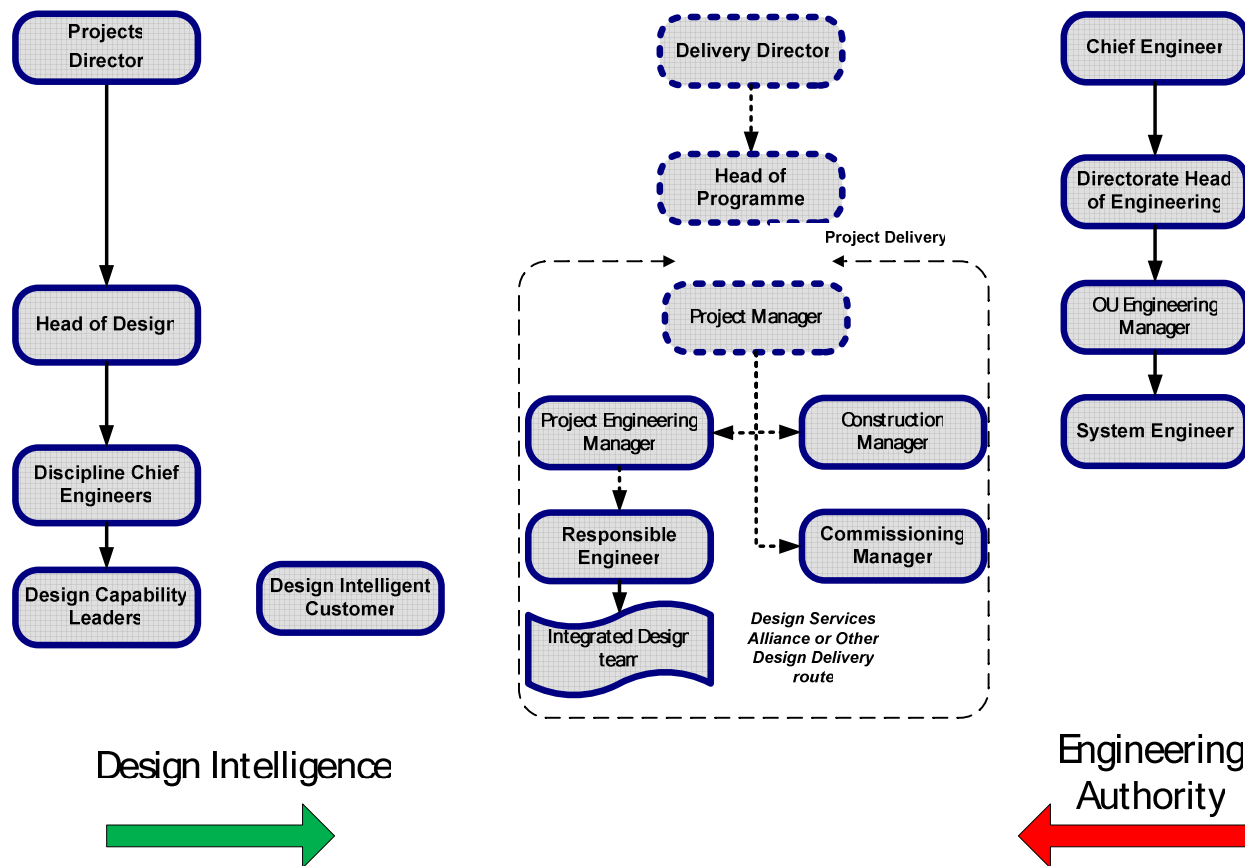 Projects
Director
Delivery Director
Chief Engineer
Head of
Programme
Directorate Head
of Engineering
Project Delivery
Head of Design
Project Manager
OU Engineering
Manager
Project Engineering
Manager
Construction
Manager
System Engineer
Discipline Chief
Engineers
Responsible
Engineer
Commissioning
Manager
Design Capability
Leaders
Design Intelligent
Customer
Integrated Design
team
Design Services
Alliance or Other
Design Delivery
route
Design Intelligence
Engineering
Authority